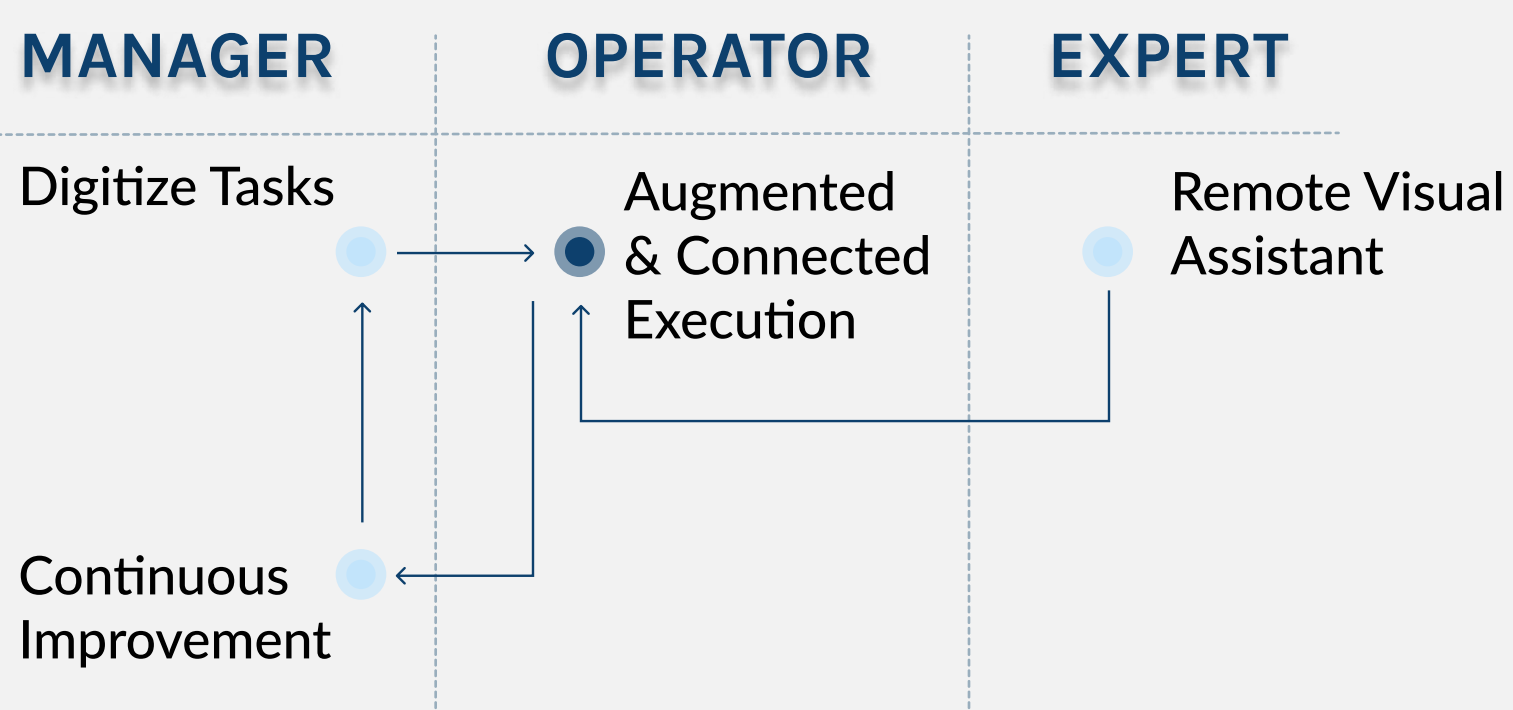 MANAGER
OPERATOR
EXPERT
Digitize Tasks
Augmented
& Connected
Execution
Remote Visual
Assistant
Continuous
Improvement